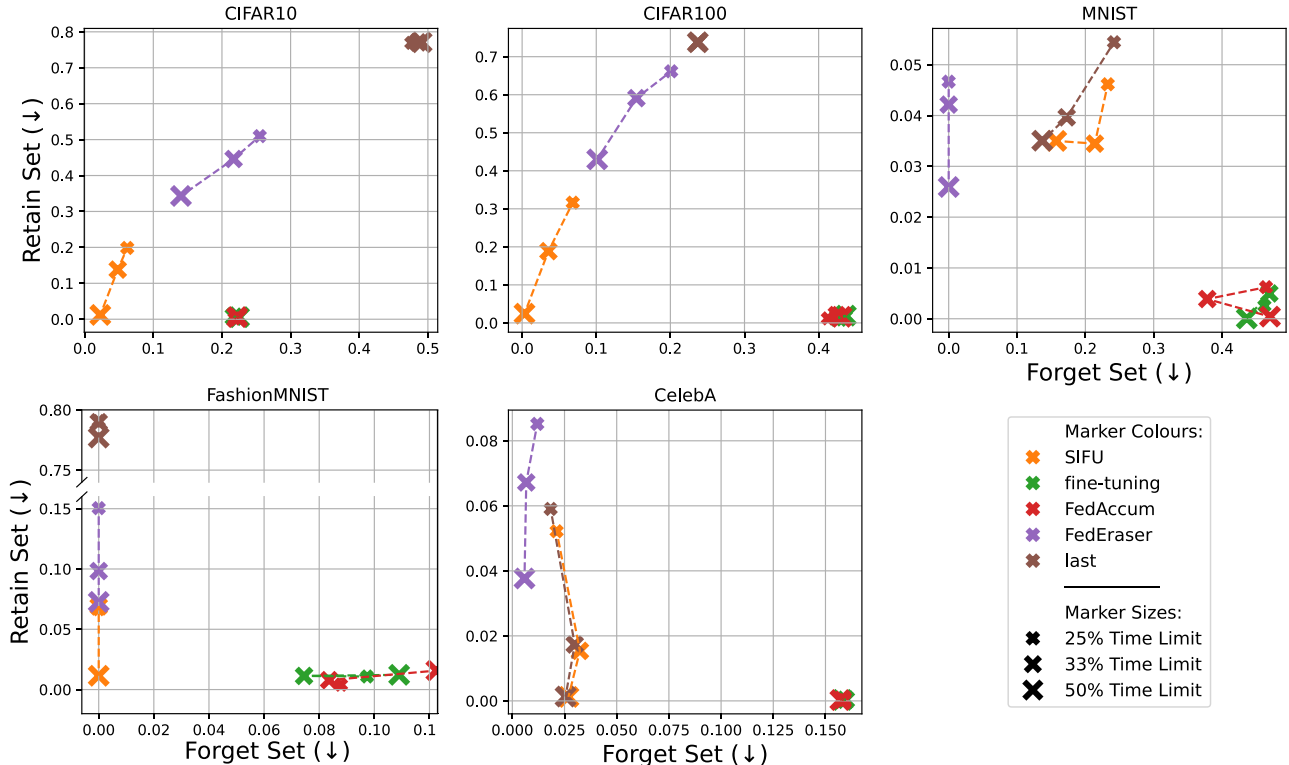 CIFAR10
CIFAR100
MNIST
Retain Set (↓)
0.8
0.7
0.6
0.5
0.4
0.3
0.2
0.1
0.0
0.0 0.1 0.2 0.3 0.4 0.5
0.7
0.6
0.5
0.4
0.3
0.2
0.1
0.0
0.0 0.1 0.2 0.3 0.4
0.05
0.04
0.03
0.02
0.01
0.00
0.0 0.1 0.2 0.3 0.4
Forget Set (↓)
FashionMNIST
CelebA
Retain Set (↓)
0.80
0.75
0.15
0.10
0.05
0.00
0.00 0.02 0.04 0.06 0.08 0.10 0.1
Forget Set (↓)
0.08
0.06
0.04
0.02
0.00
0.000 0.025 0.050 0.075 0.100 0.125 0.150
Forget Set (↓)
Marker Colours:
SIFU
fine-tuning
FedAccum
FedEraser
last
Marker Sizes:
25% Time Limit
33% Time Limit
50% Time Limit